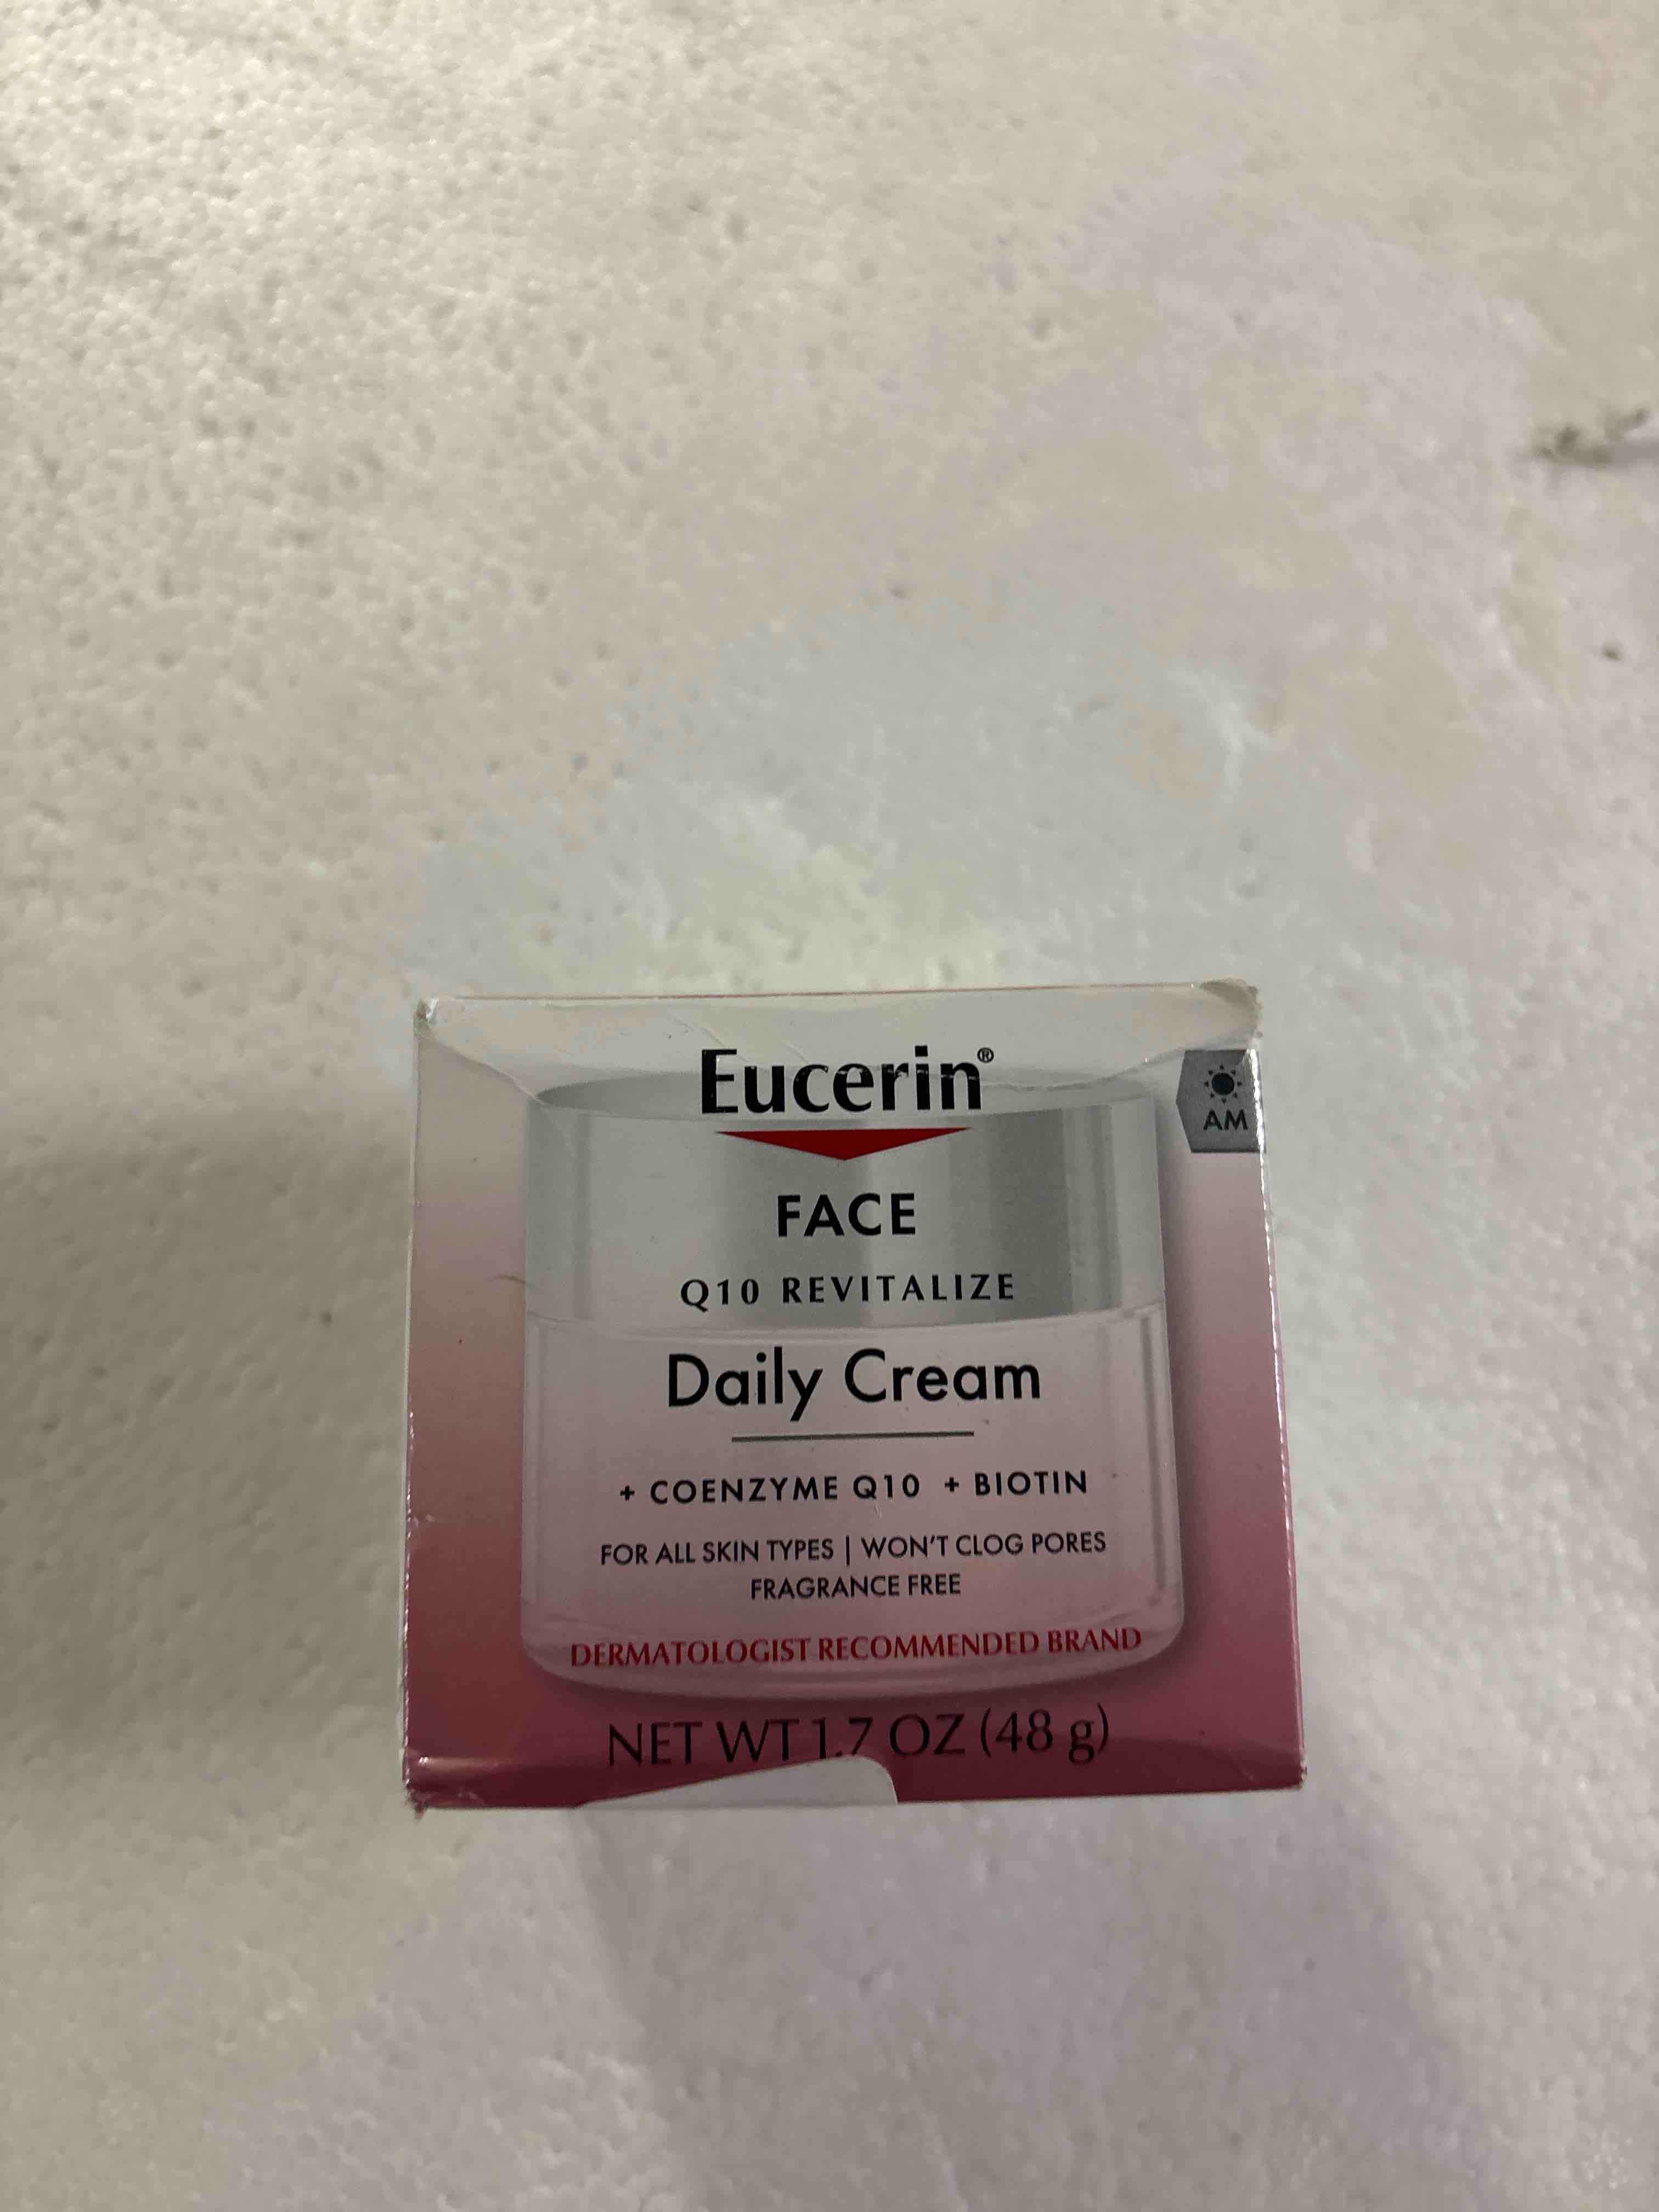 Eucerin®
AM
FACE
Q10 REVITALIZE
Daily Cream
+ COENZYME Q10 + BIOTIN
FOR ALL SKIN TYPES | WON'T CLOG PORES
FRAGRANCE FREE
DERMATOLOGIST RECOMMENDED BRAND
NET WT 1.7 OZ (48 g)